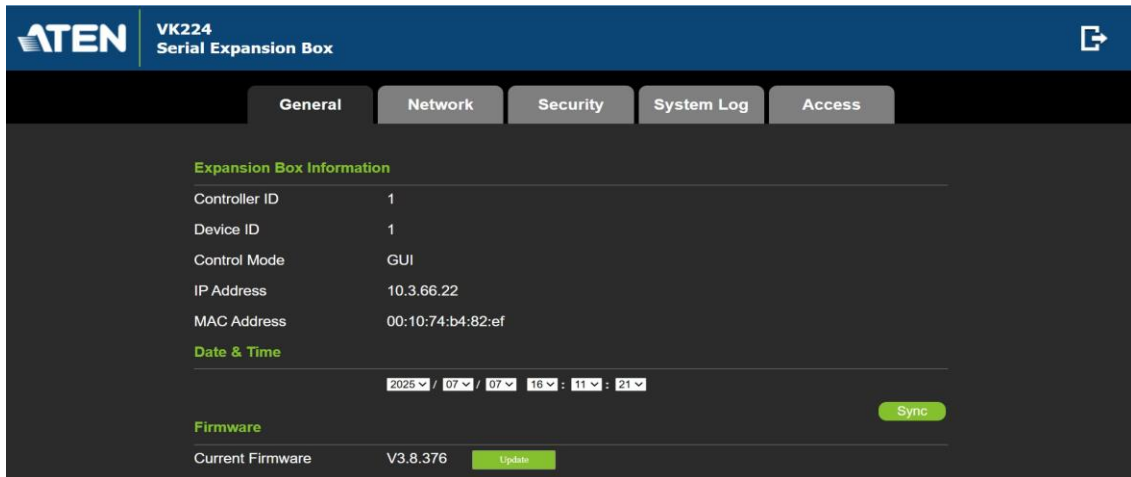 ATEN
VK224
Serial Expansion Box
General Network Security System Log Access
Expansion Box Information
Controller ID 1
Device ID 1
Control Mode GUI
IP Address 10.3.66.22
MAC Address 00:10:74:b4:82:ef
Date & Time
2025 / 07 / 07 16 : 11 : 21
Sync
Firmware
Current Firmware V3.8.376 Update